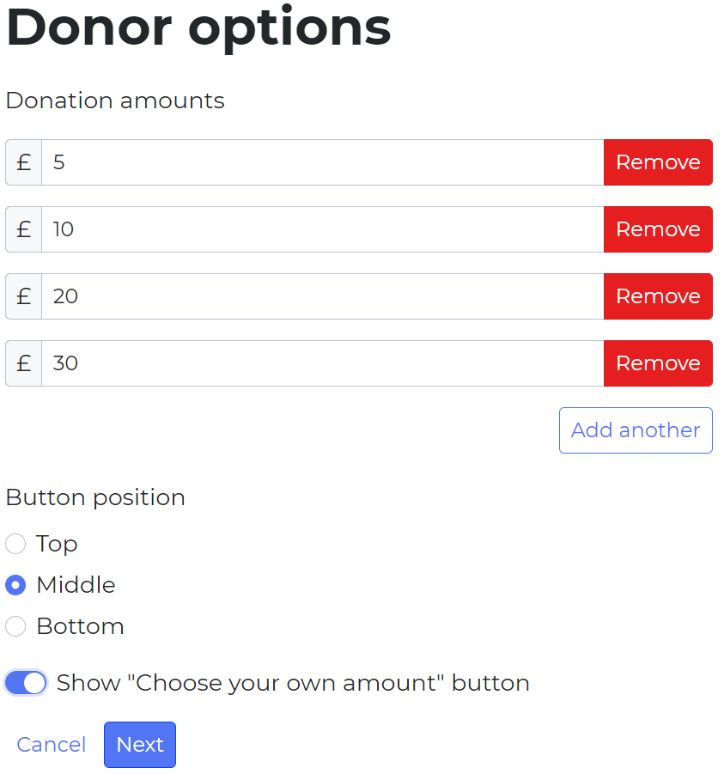 Donor options
Donation amounts
£ 5 Remove
£ 10 Remove
£ 20 Remove
£ 30 Remove
Add another
Button position
Top
Middle
Bottom
Show "Choose your own amount" button
Cancel Next